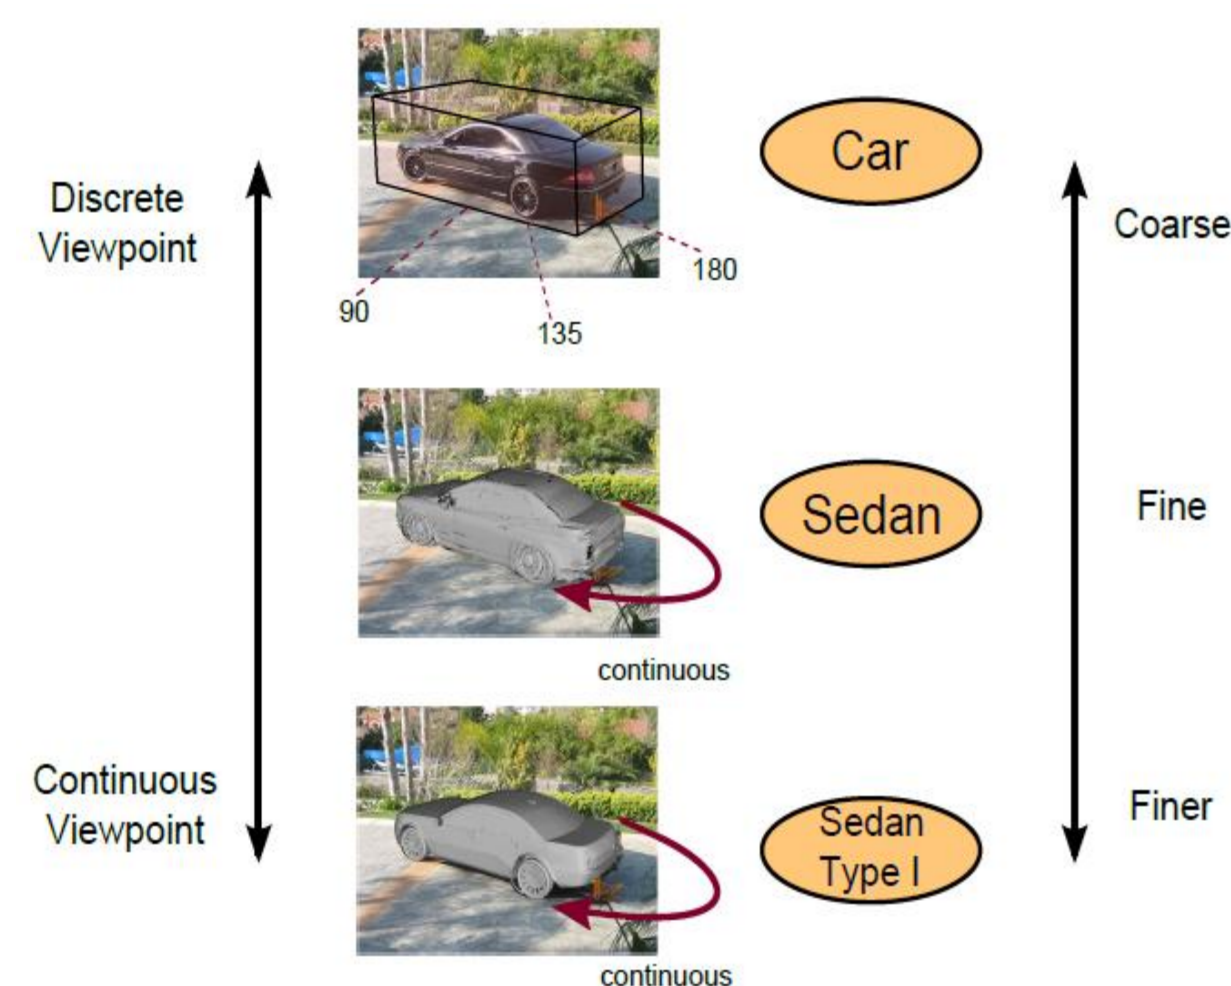 Discrete
Viewpoint
Car
Coarse
90
135
180
Sedan
Fine
continuous
Continuous
Viewpoint
Sedan
Type I
Finer
continuous